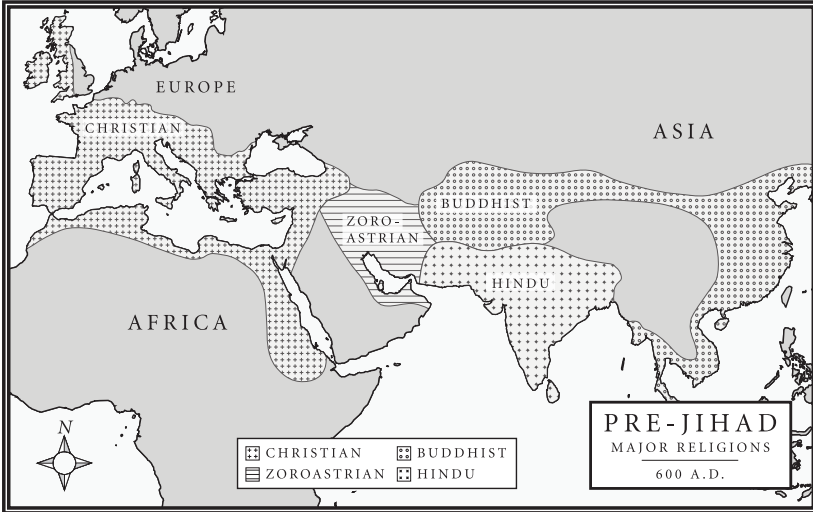 EUROPE
CHRISTIAN
ASIA
BUDDHIST
ZORO-
ASTRIAN
HINDU
AFRICA
N
CHRISTIAN
BUDDHIST
ZOROASTRIAN
HINDU
PRE-JIHAD
MAJOR RELIGIONS
600 A.D.